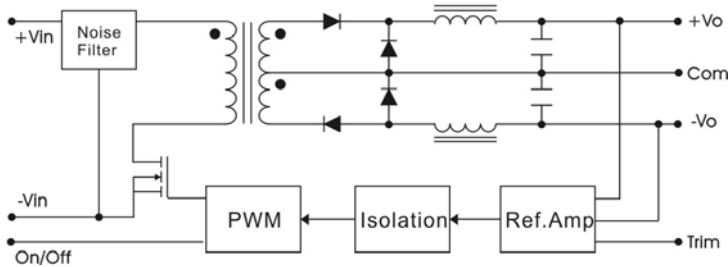 +Vin
Noise
Filter
+Vo
Com
-Vo
-Vin
PWM
Isolation
Ref.Amp
On/Off
Trim